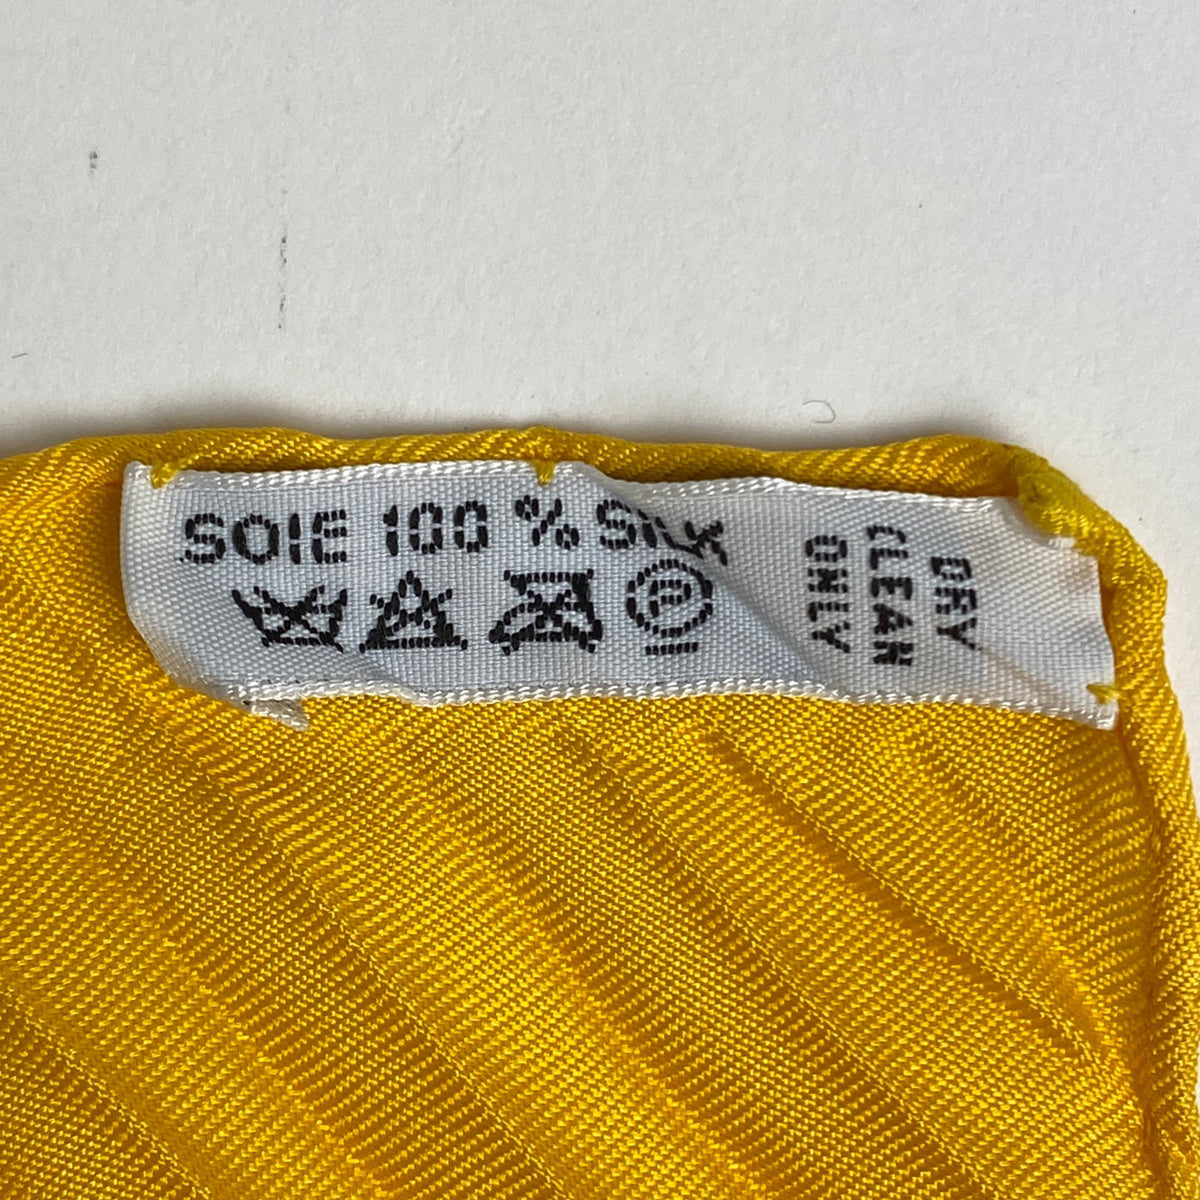 SOIE 100 % SILK
P
DRY
CLEAN
ONLY